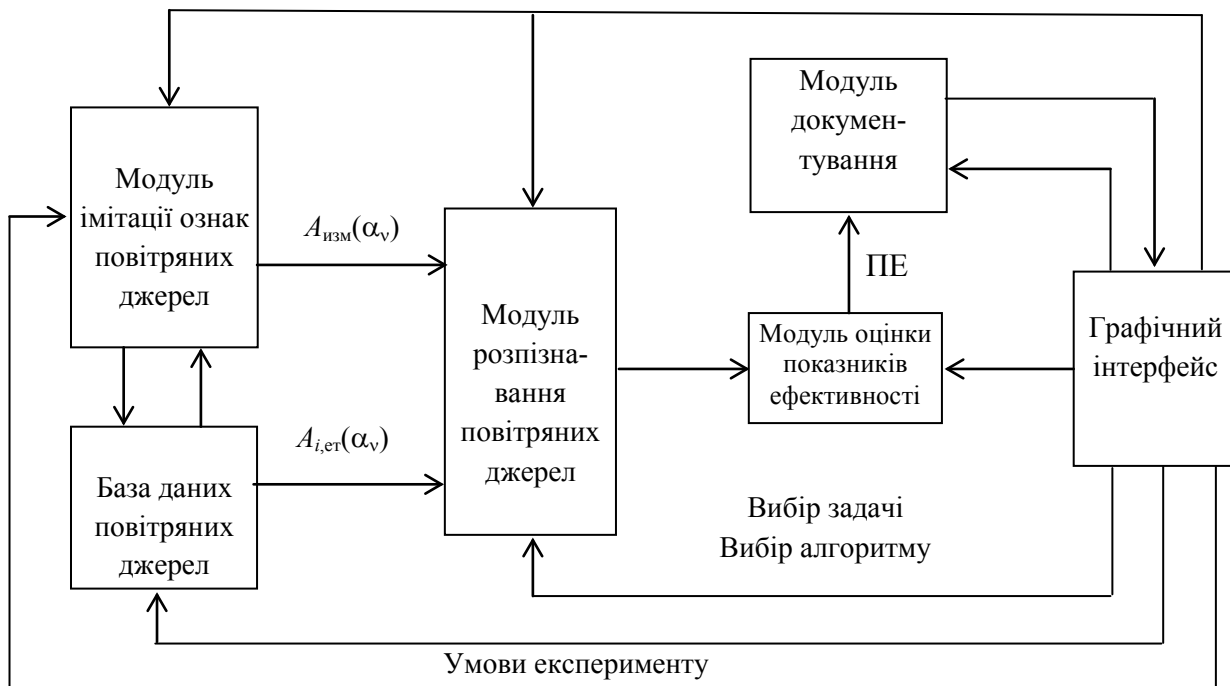 Модуль
імітації ознак
повітряних
джерел
A_изм(α_ν)
База даних
повітряних
джерел
A_i,ет(α_ν)
Модуль
розпізна-
вання
повітряних
джерел
Модуль
докумен-
тування
ПЕ
Модуль оцінки
показників
ефективності
Графічний
інтерфейс
Вибір задачі
Вибір алгоритму
Умови експерименту